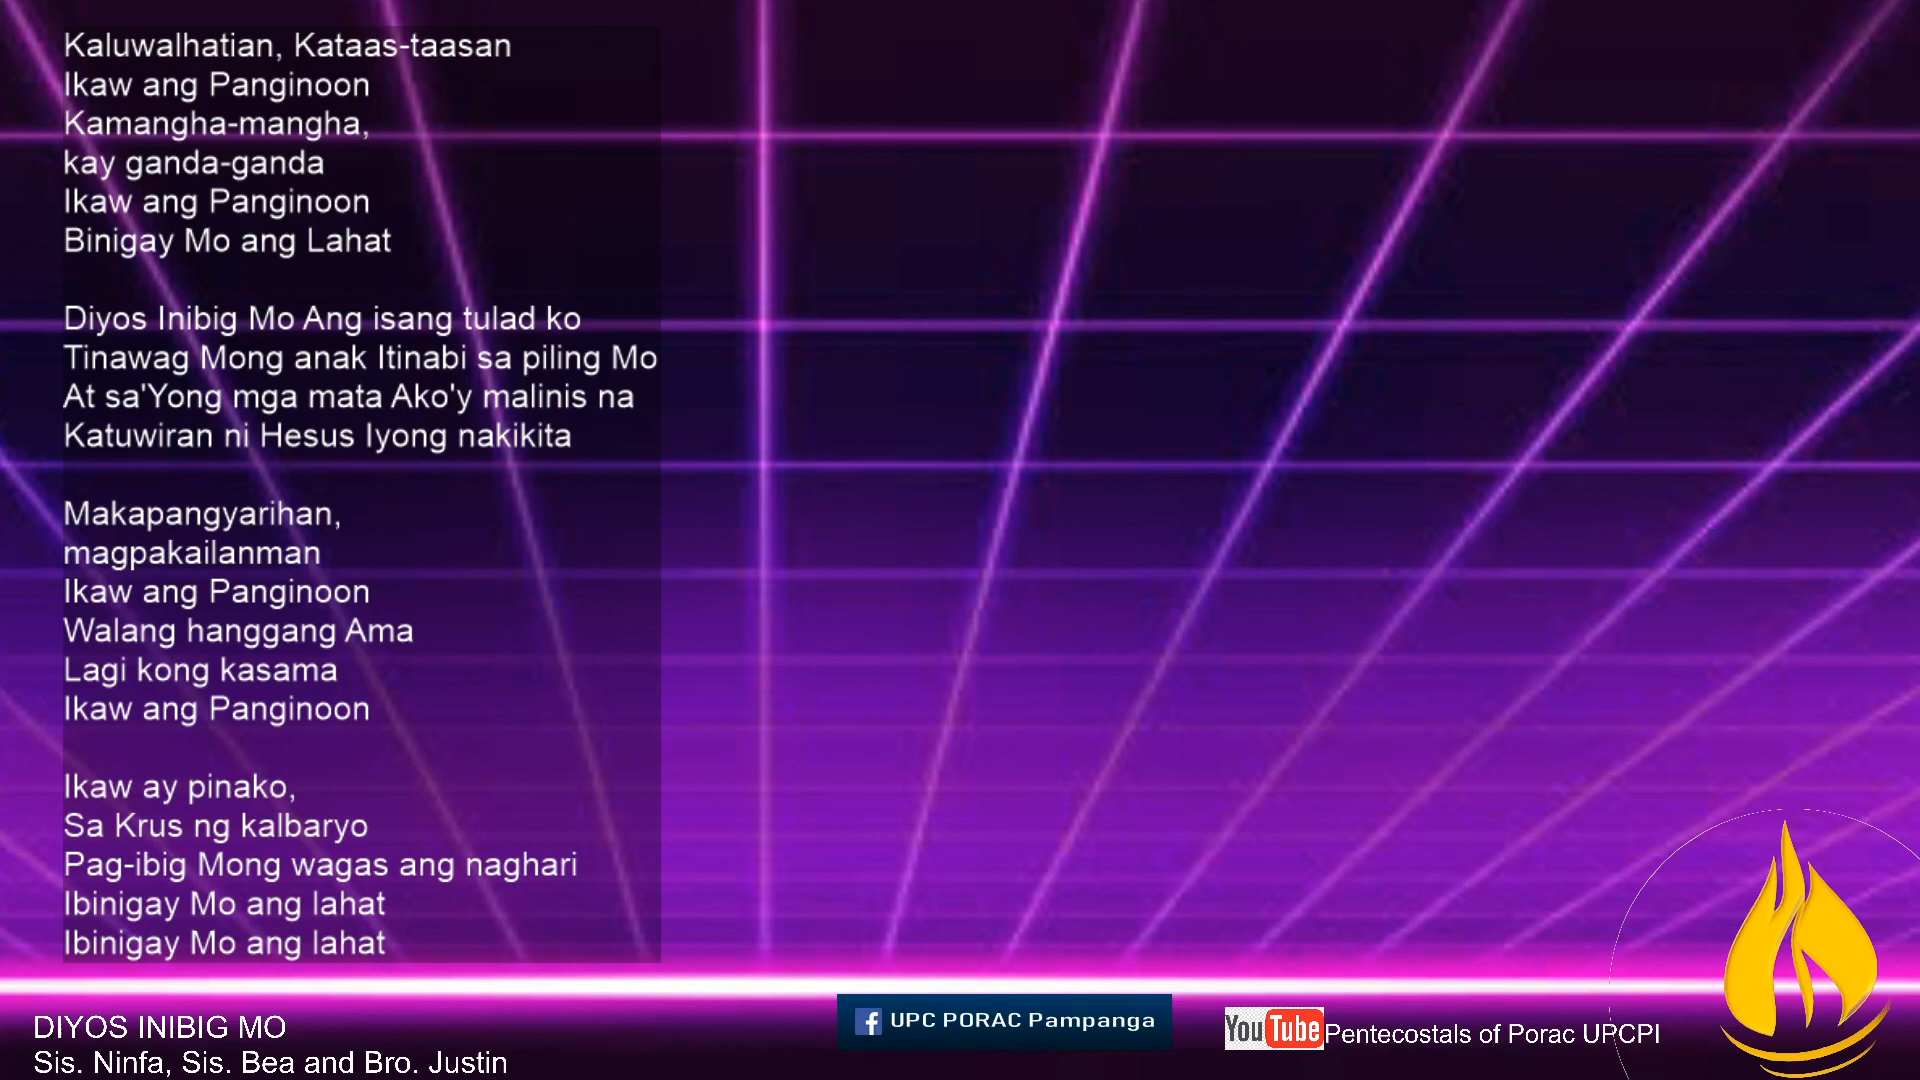 Kaluwalhatian, Kataas-taasan
Ikaw ang Panginoon
Kamangha-mangha,
kay ganda-ganda
Ikaw ang Panginoon
Binigay Mo ang Lahat
Diyos Inibig Mo Ang isang tulad ko
Tinawag Mong anak Itinabi sa piling Mo
At sa'Yong mga mata Ako'y malinis na
Katuwiran ni Hesus Iyong nakikita
Makapangyarihan,
magpakailanman
Ikaw ang Panginoon
Walang hanggang Ama
Lagi kong kasama
Ikaw ang Panginoon
Ikaw ay pinako,
Sa Krus ng kalbaryo
Pag-ibig Mong wagas ang naghari
Ibinigay Mo ang lahat
Ibinigay Mo ang lahat
DIYOS INIBIG MO
Sis. Ninfa, Sis. Bea and Bro. Justin
UPC PORAC Pampanga
YouTube Pentecostals of Porac UPCPI